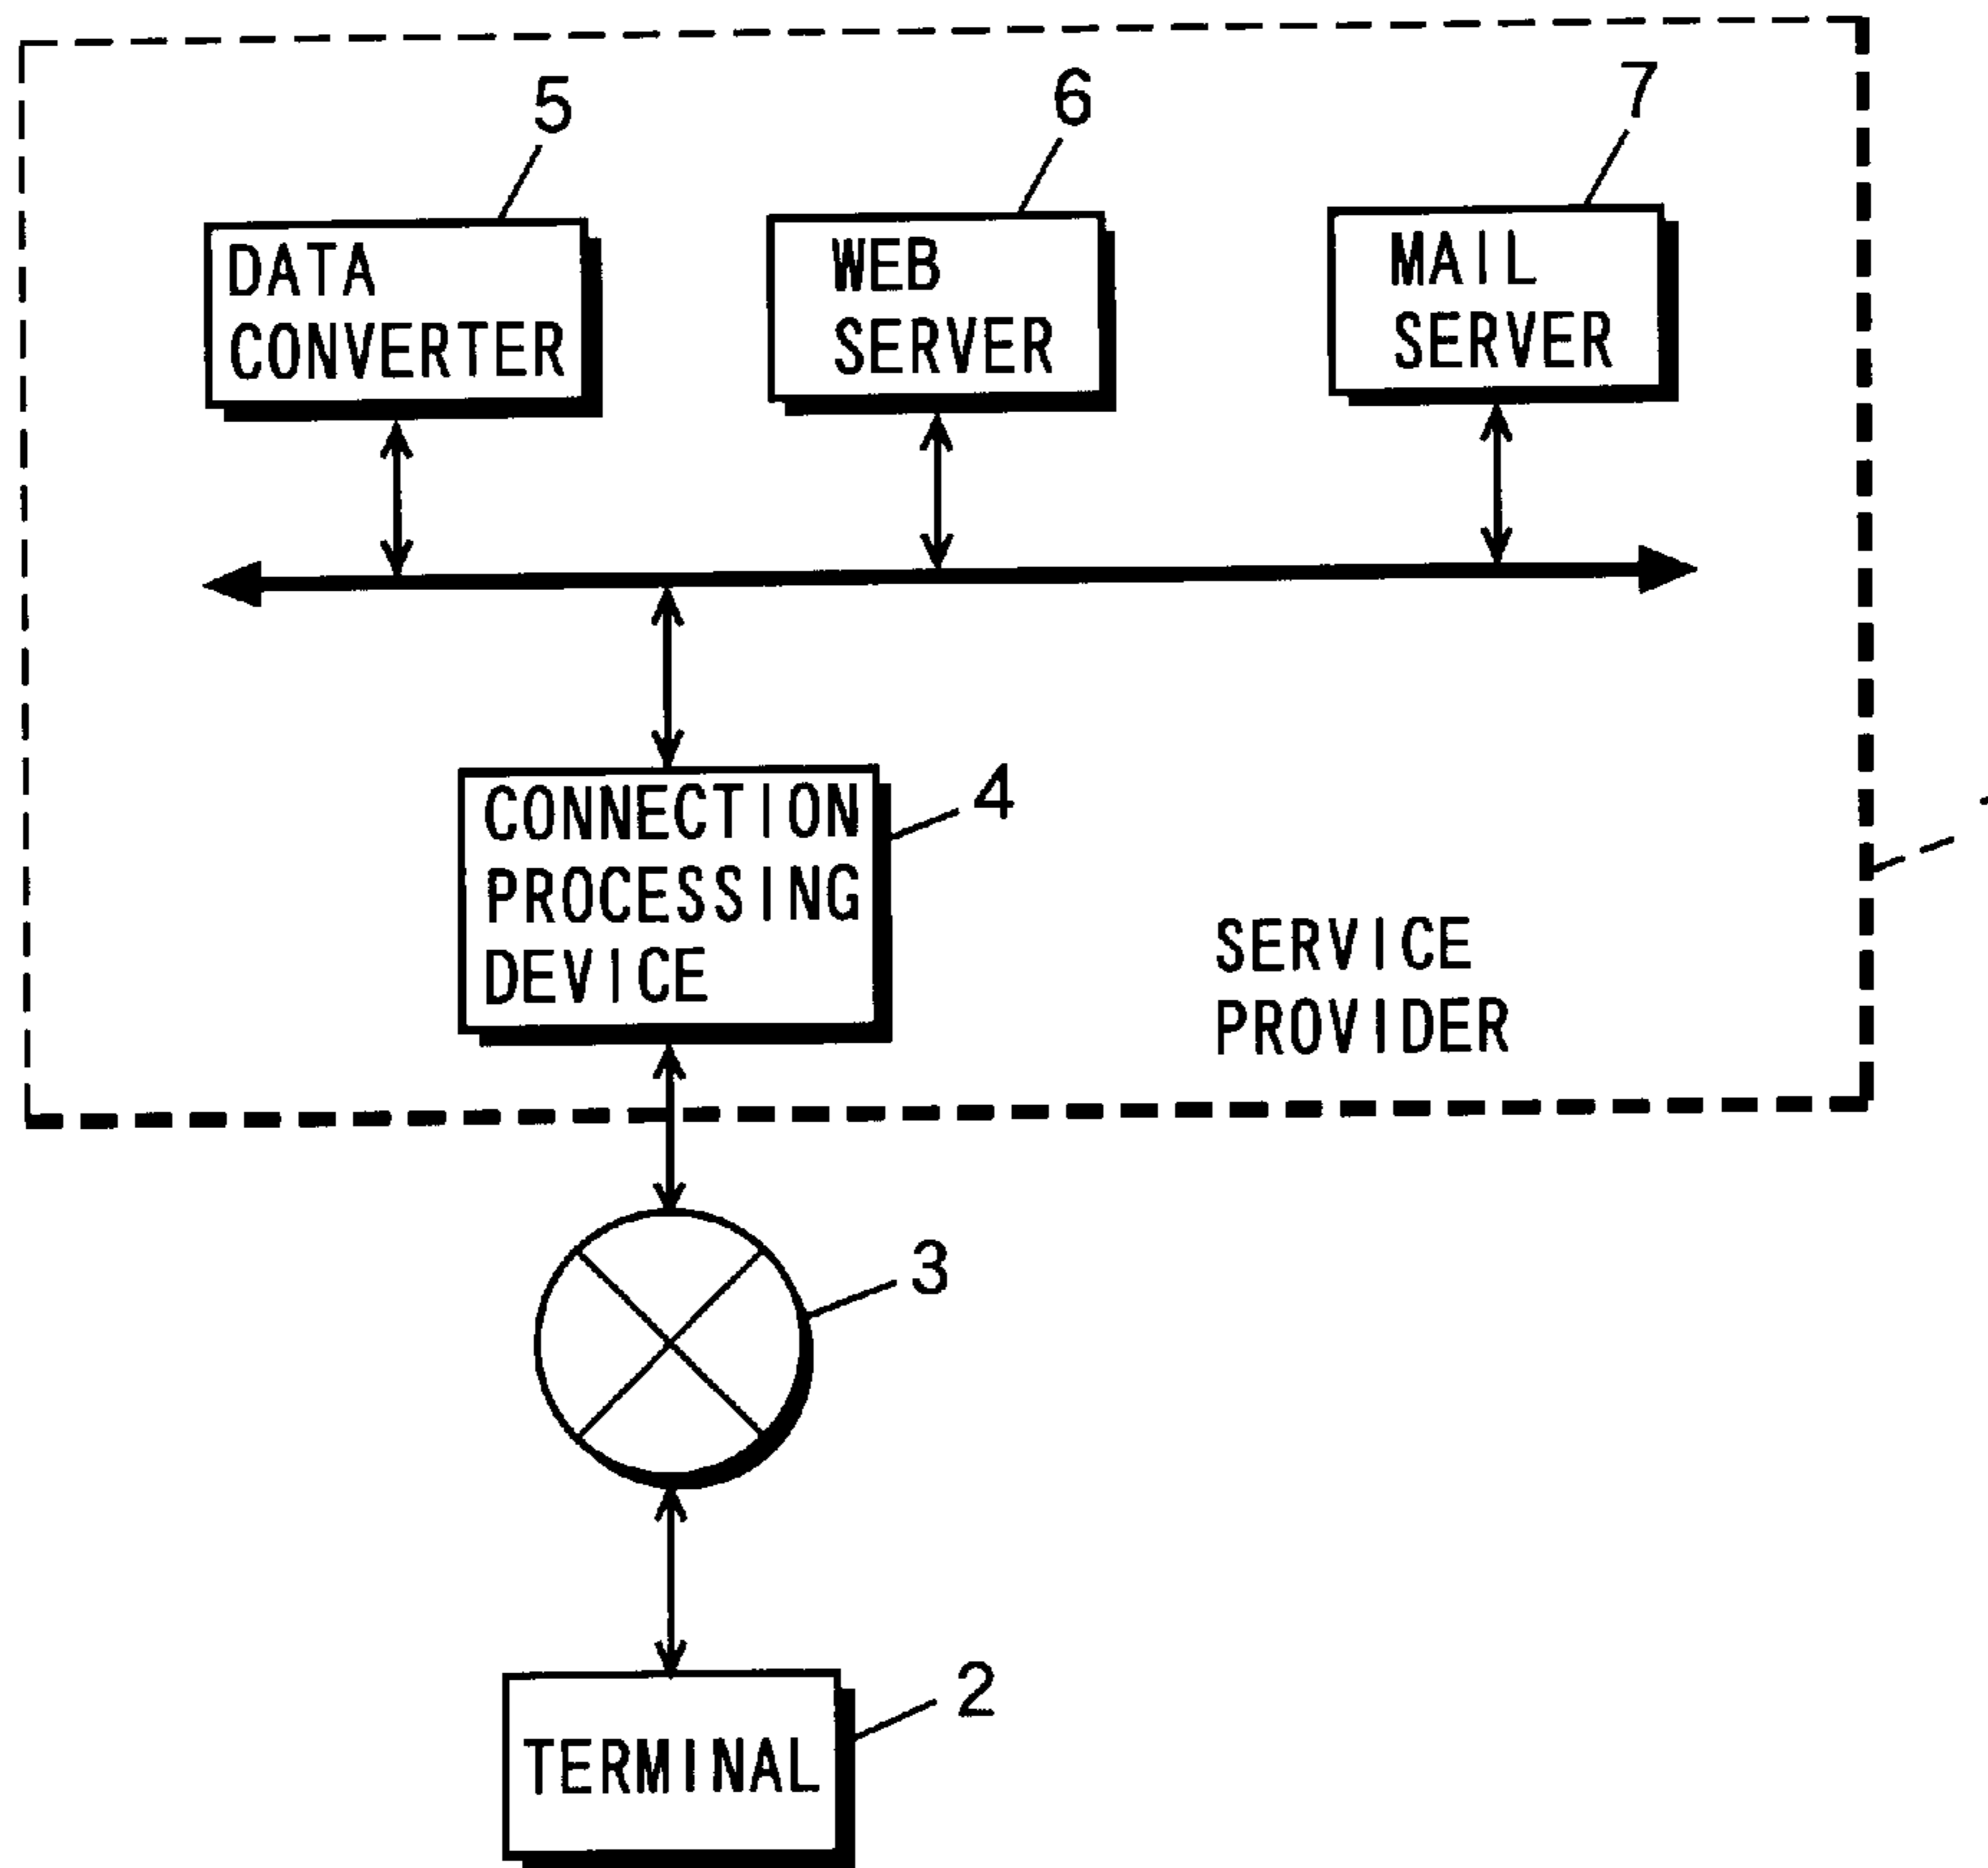 5
6
7
DATA
CONVERTER
WEB
SERVER
MAIL
SERVER
4
CONNECTION
PROCESSING
DEVICE
SERVICE
PROVIDER
3
2
TERMINAL